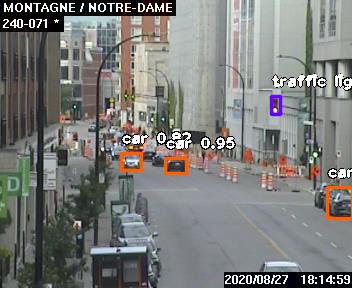 MONTAGNE / NOTRE-DAME
240-071 *
traffic lig
car 0.82
car 0.95
car
2020/08/27 18:14:59